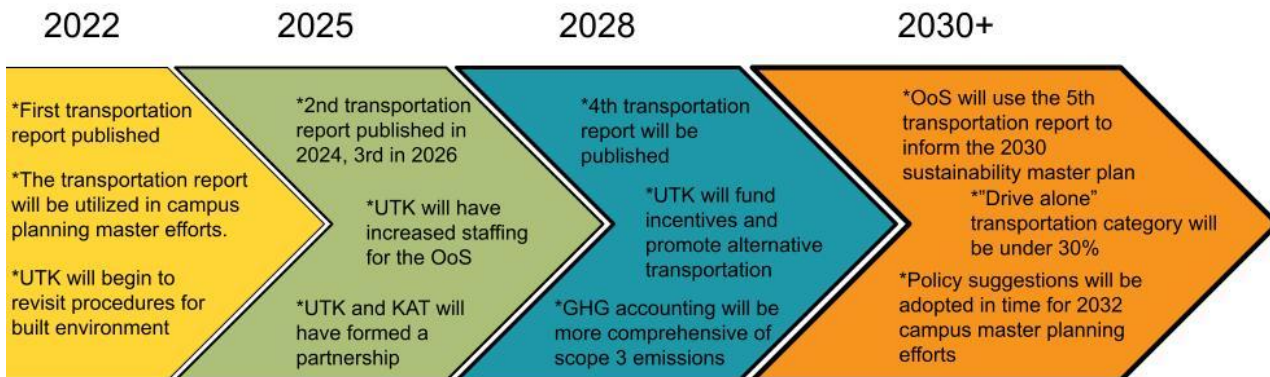 2022
2025
2028
2030+
*First transportation
report published
*The transportation report
will be utilized in campus
planning master efforts.
*UTK will begin to
revisit procedures for
built environment
*2nd transportation
report published in
2024, 3rd in 2026
*UTK will have
increased staffing
for the OoS
*UTK and KAT will
have formed a
partnership
*4th transportation
report will be
published
*UTK will fund
incentives and
promote alternative
transportation
*GHG accounting will be
more comprehensive of
scope 3 emissions
*OoS will use the 5th
transportation report to
inform the 2030
sustainability master plan
*"Drive alone”
transportation category will
be under 30%
*Policy suggestions will be
adopted in time for 2032
campus master planning
efforts